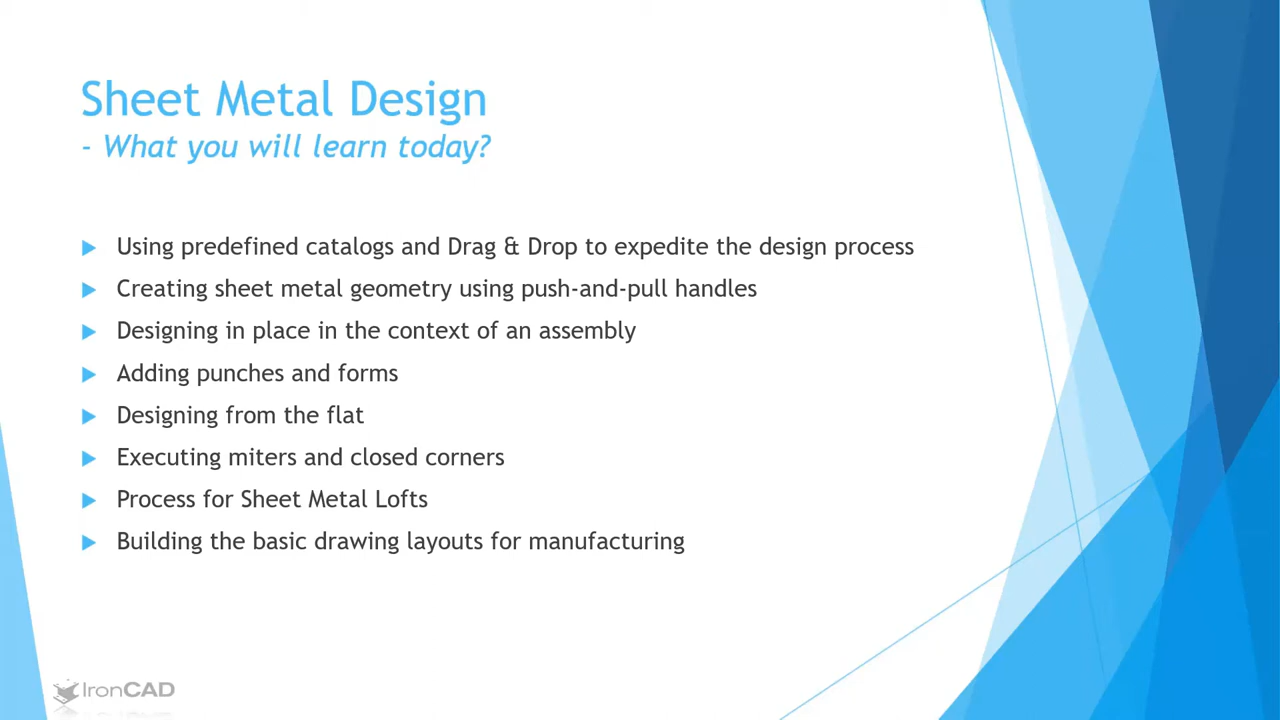 Sheet Metal Design
- What you will learn today?
Using predefined catalogs and Drag & Drop to expedite the design process
Creating sheet metal geometry using push-and-pull handles
Designing in place in the context of an assembly
Adding punches and forms
Designing from the flat
Executing miters and closed corners
Process for Sheet Metal Lofts
Building the basic drawing layouts for manufacturing
IronCAD